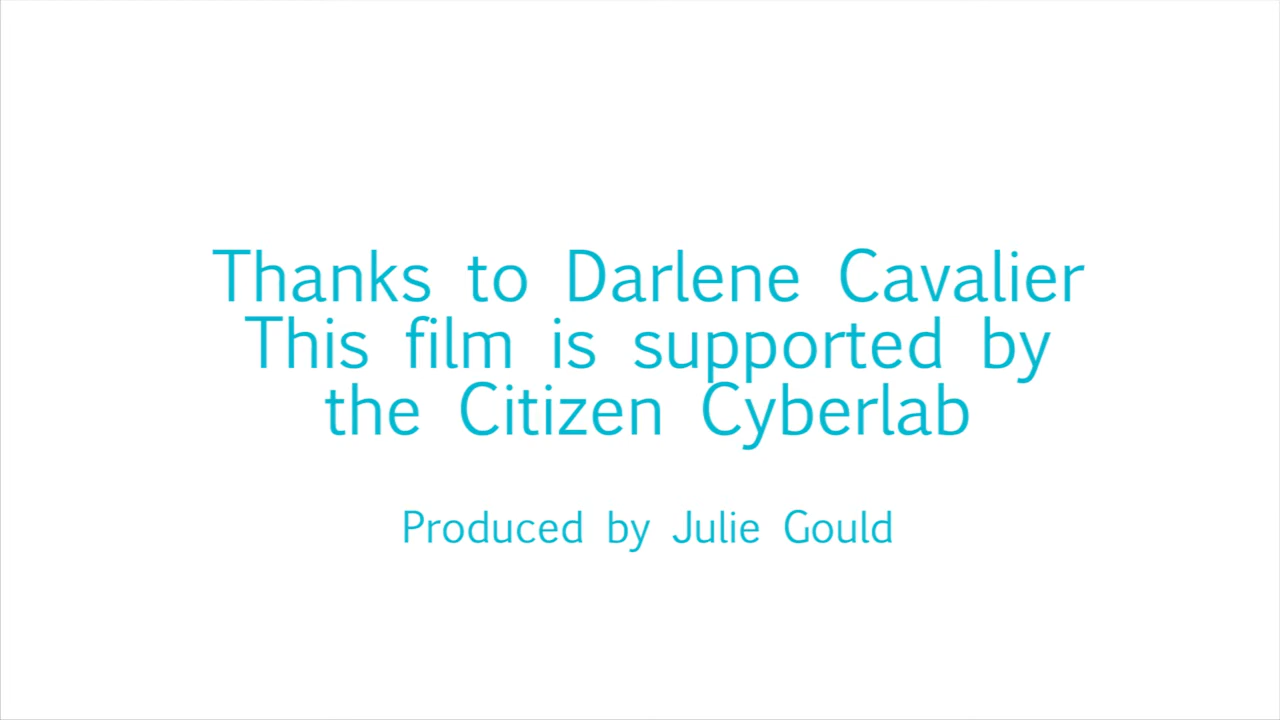 Thanks to Darlene Cavalier
This film is supported by
the Citizen Cyberlab
Produced by Julie Gould